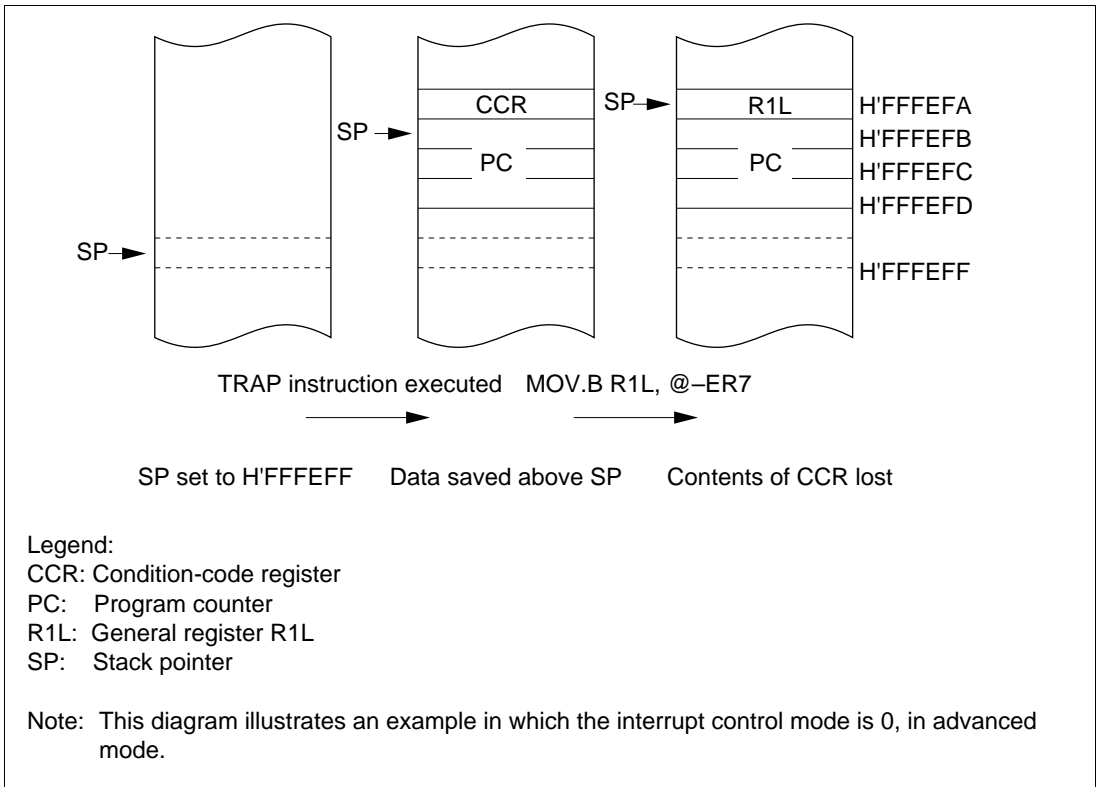 CCR
SP
R1L
H'FFFEFA
SP
H'FFFEFB
PC
PC
H'FFFEFC
H'FFFEFD
SP
H'FFFEFF
TRAP instruction executed
MOV.B R1L, @–ER7
SP set to H'FFFEFF
Data saved above SP
Contents of CCR lost
Legend:
CCR: Condition-code register
PC: Program counter
R1L: General register R1L
SP: Stack pointer
Note: This diagram illustrates an example in which the interrupt control mode is 0, in advanced
mode.